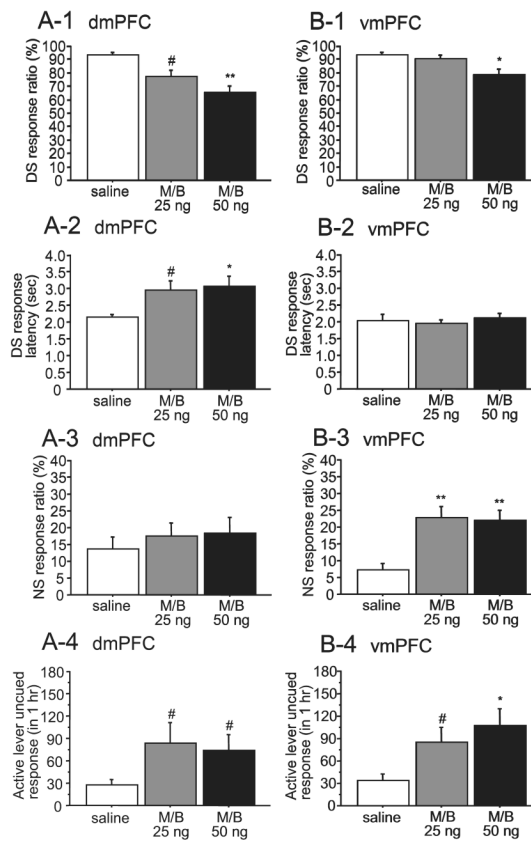 A-1 dmPFC
DS response ratio (%)
100
90
80
70
60
50
40
30
20
10
0
#
**
saline
M/B
25 ng
M/B
50 ng
B-1 vmPFC
DS response ratio (%)
100
90
80
70
60
50
40
30
20
10
0
*
saline
M/B
25 ng
M/B
50 ng
A-2 dmPFC
DS response
latency (sec)
4.0
3.5
3.0
2.5
2.0
1.5
1.0
0.5
0
#
*
saline
M/B
25 ng
M/B
50 ng
B-2 vmPFC
DS response
latency (sec)
4.0
3.5
3.0
2.5
2.0
1.5
1.0
0.5
0
saline
M/B
25 ng
M/B
50 ng
A-3 dmPFC
NS response ratio (%)
40
35
30
25
20
15
10
5
0
saline
M/B
25 ng
M/B
50 ng
B-3 vmPFC
NS response ratio (%)
40
35
30
25
20
15
10
5
0
**
**
saline
M/B
25 ng
M/B
50 ng
A-4 dmPFC
Active lever uncued
response (in 1 hr)
180
150
120
90
60
30
0
#
#
saline
M/B
25 ng
M/B
50 ng
B-4 vmPFC
Active lever uncued
response (in 1 hr)
180
150
120
90
60
30
0
#
*
saline
M/B
25 ng
M/B
50 ng